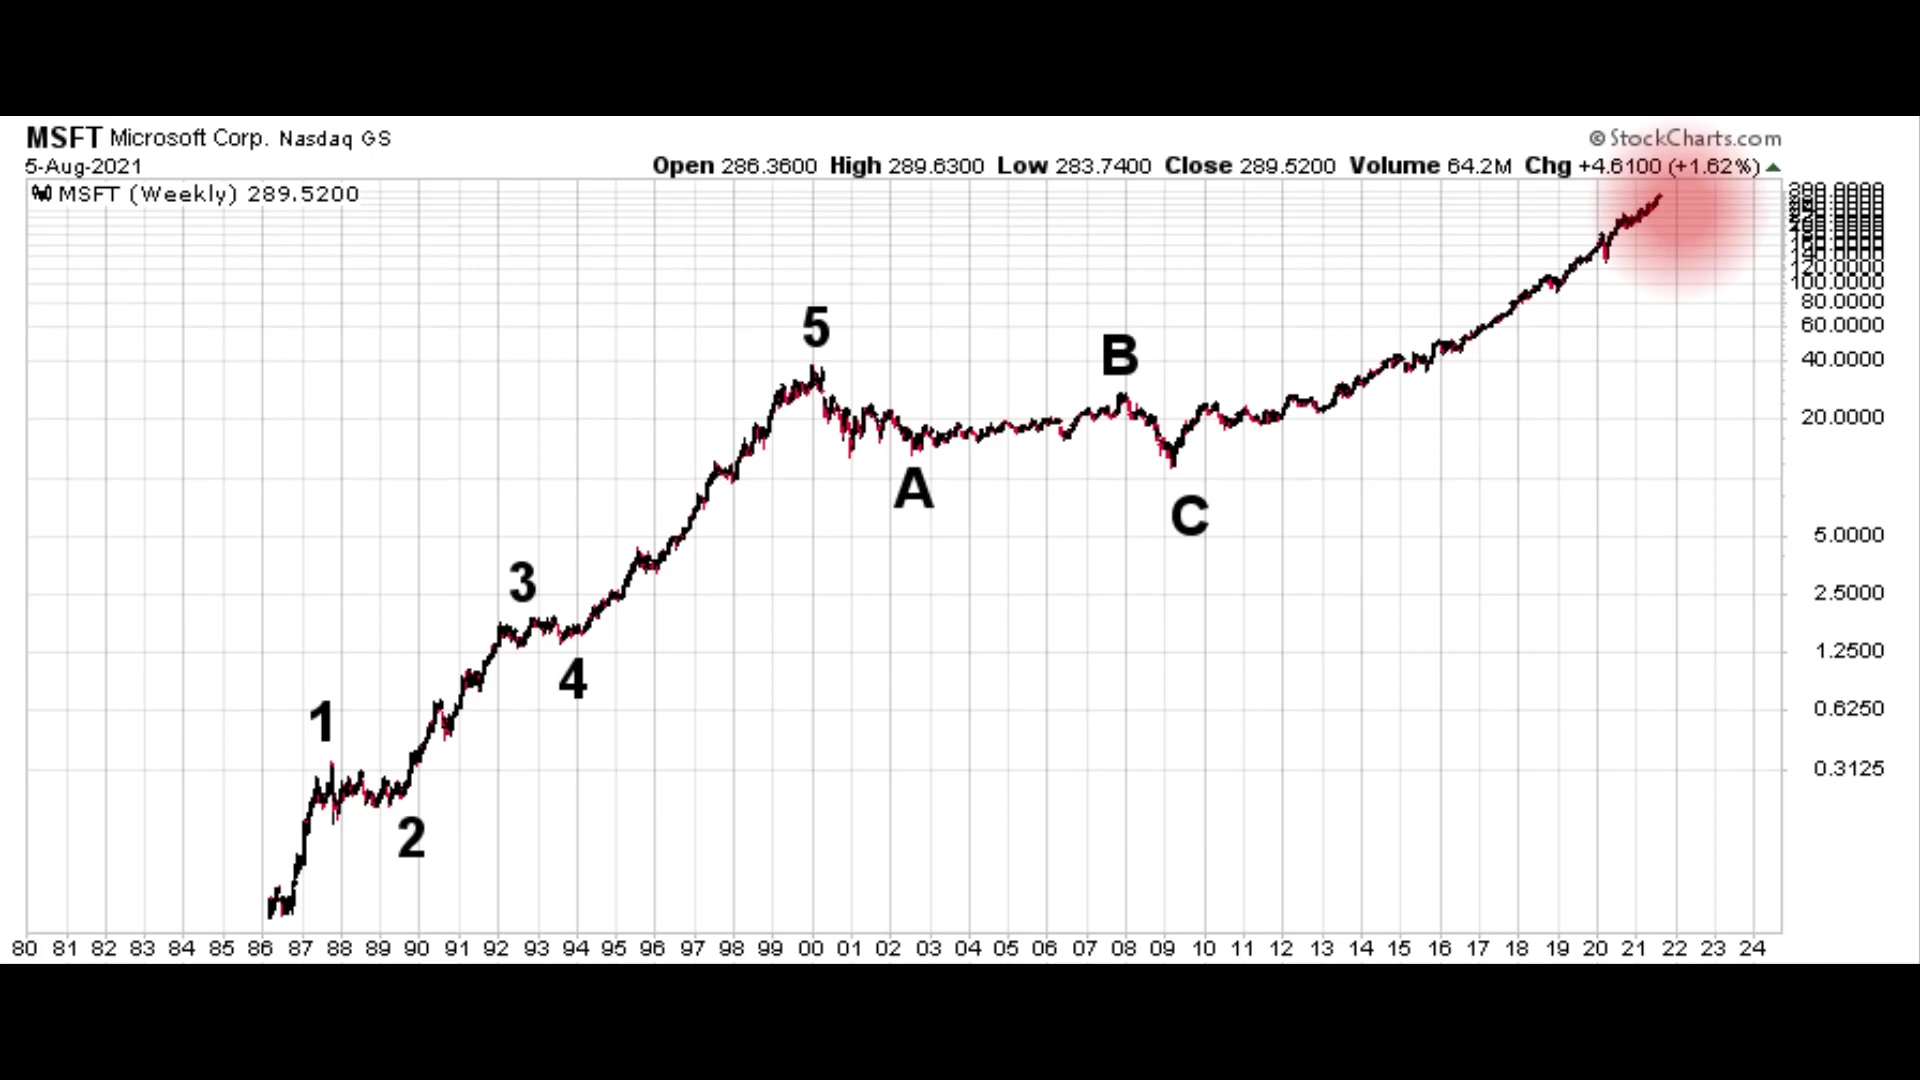 MSFT Microsoft Corp. Nasdaq GS
© StockCharts.com
5-Aug-2021
Open 286.3600 High 289.6300 Low 283.7400 Close 289.5200 Volume 64.2M Chg +4.6100 (+1.62%)
MSFT (Weekly) 289.5200
120.0000
100.0000
80.0000
5
60.0000
B
40.0000
20.0000
A
C
5.0000
3
2.5000
1.2500
4
1
0.6250
0.3125
2
80 81 82 83 84 85 86 87 88 89 90 91 92 93 94 95 96 97 98 99 00 01 02 03 04 05 06 07 08 09 10 11 12 13 14 15 16 17 18 19 20 21 22 23 24